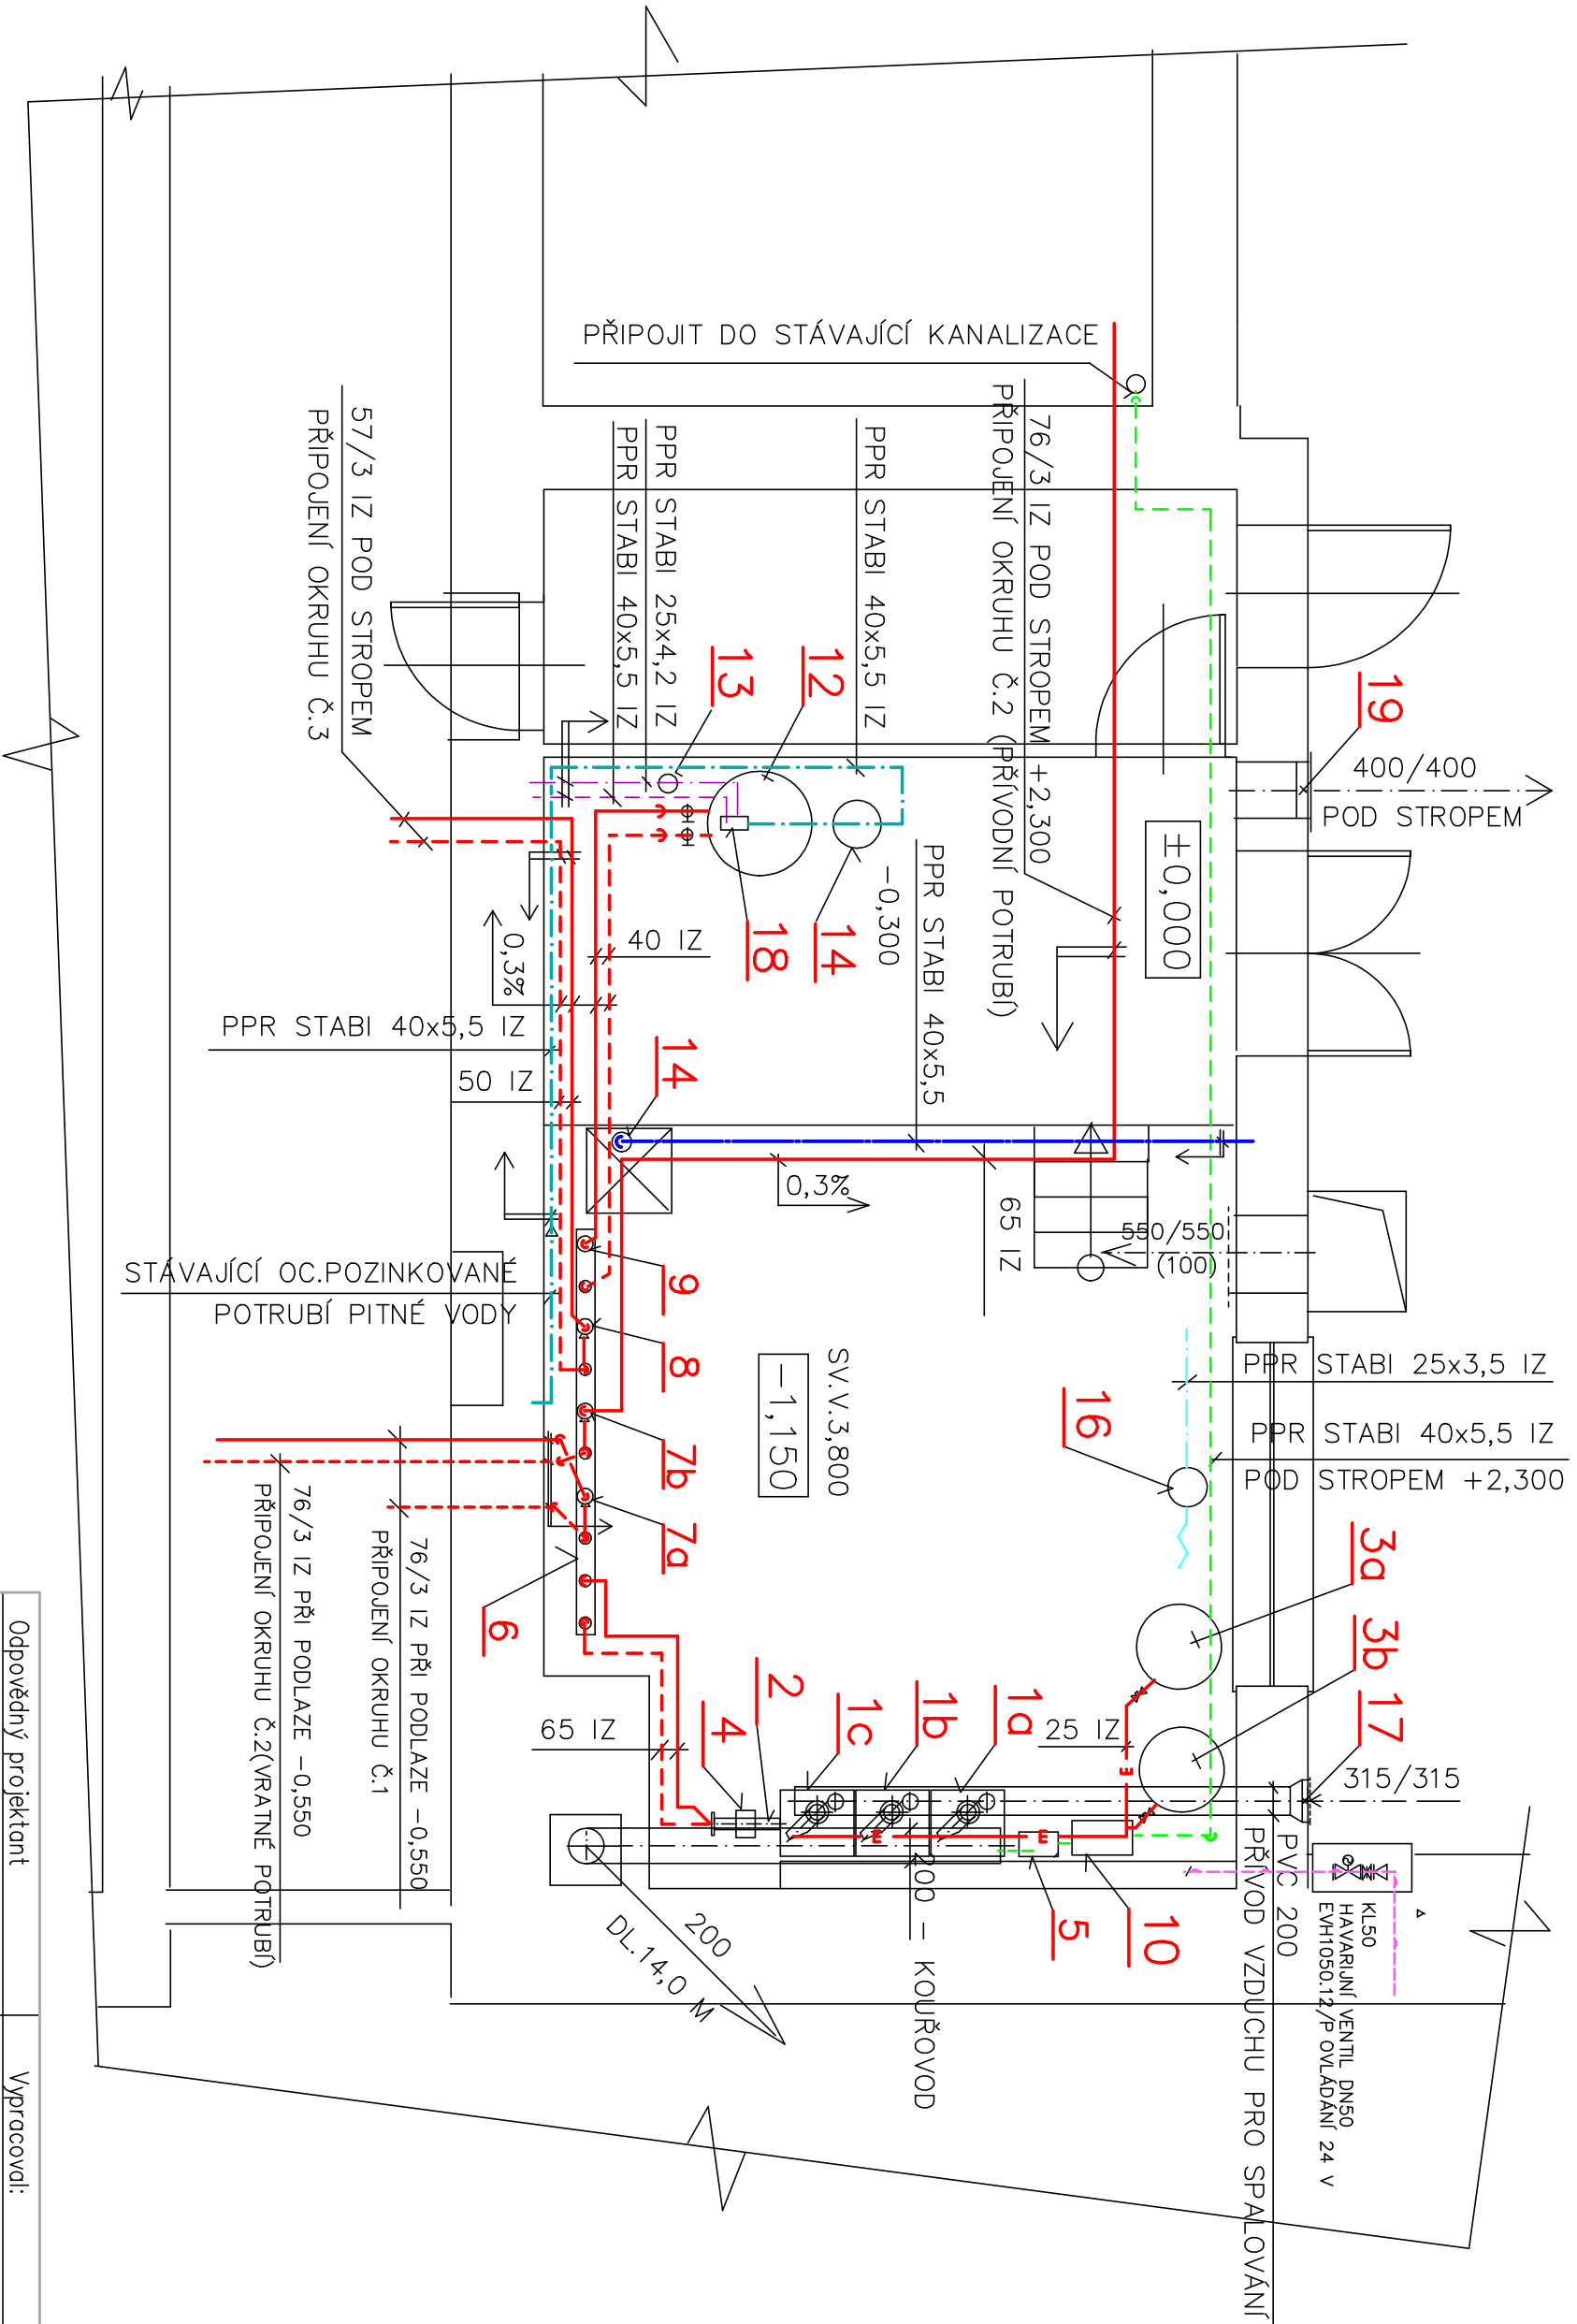 PŘIPOJIT DO STÁVAJÍCÍ KANALIZACE
57/3 IZ POD STROPEM
PŘIPOJENÍ OKRUHU Č.3
PPR STABI 40x5,5 IZ
PPR STABI 25x4,2 IZ
PPR STABI 40x5,5 IZ
76/3 IZ POD STROPEM +2,300
PŘIPOJENÍ OKRUHU Č.2 (PŘÍVODNÍ POTRUBÍ)
13
12
19
400/400
POD STROPEM
±0,000
18
14
-0,300
PPR STABI 40x5,5
40 IZ
0,3%
PPR STABI 40x5,5 IZ
50 IZ
14
0,3%
65 IZ
550/550
(100)
STÁVAJÍCÍ OC.POZINKOVANÉ
POTRUBÍ PITNÉ VODY
9
8
7b
7a
6
SV.V.3,800
-1,150
16
PPR STABI 25x3,5 IZ
PPR STABI 40x5,5 IZ
POD STROPEM +2,300
3a
3b
17
315/315
76/3 IZ PŘI PODLAZE -0,550
PŘIPOJENÍ OKRUHU Č.1
76/3 IZ PŘI PODLAZE -0,550
PŘIPOJENÍ OKRUHU Č.2(VRATNÉ POTRUBÍ)
65 IZ
4
2
1c
1b
1a
25 IZ
5
10
200 - KOUŘOVOD
200
DL.14,0 M
PVC 200
PŘÍVOD VZDUCHU PRO SPALOVÁNÍ
KL50
HAVARIJNÍ VENTIL DN50
EVH1050.12/P OVLÁDÁNÍ 24 V
Odpovědný projektant
Vypracoval: